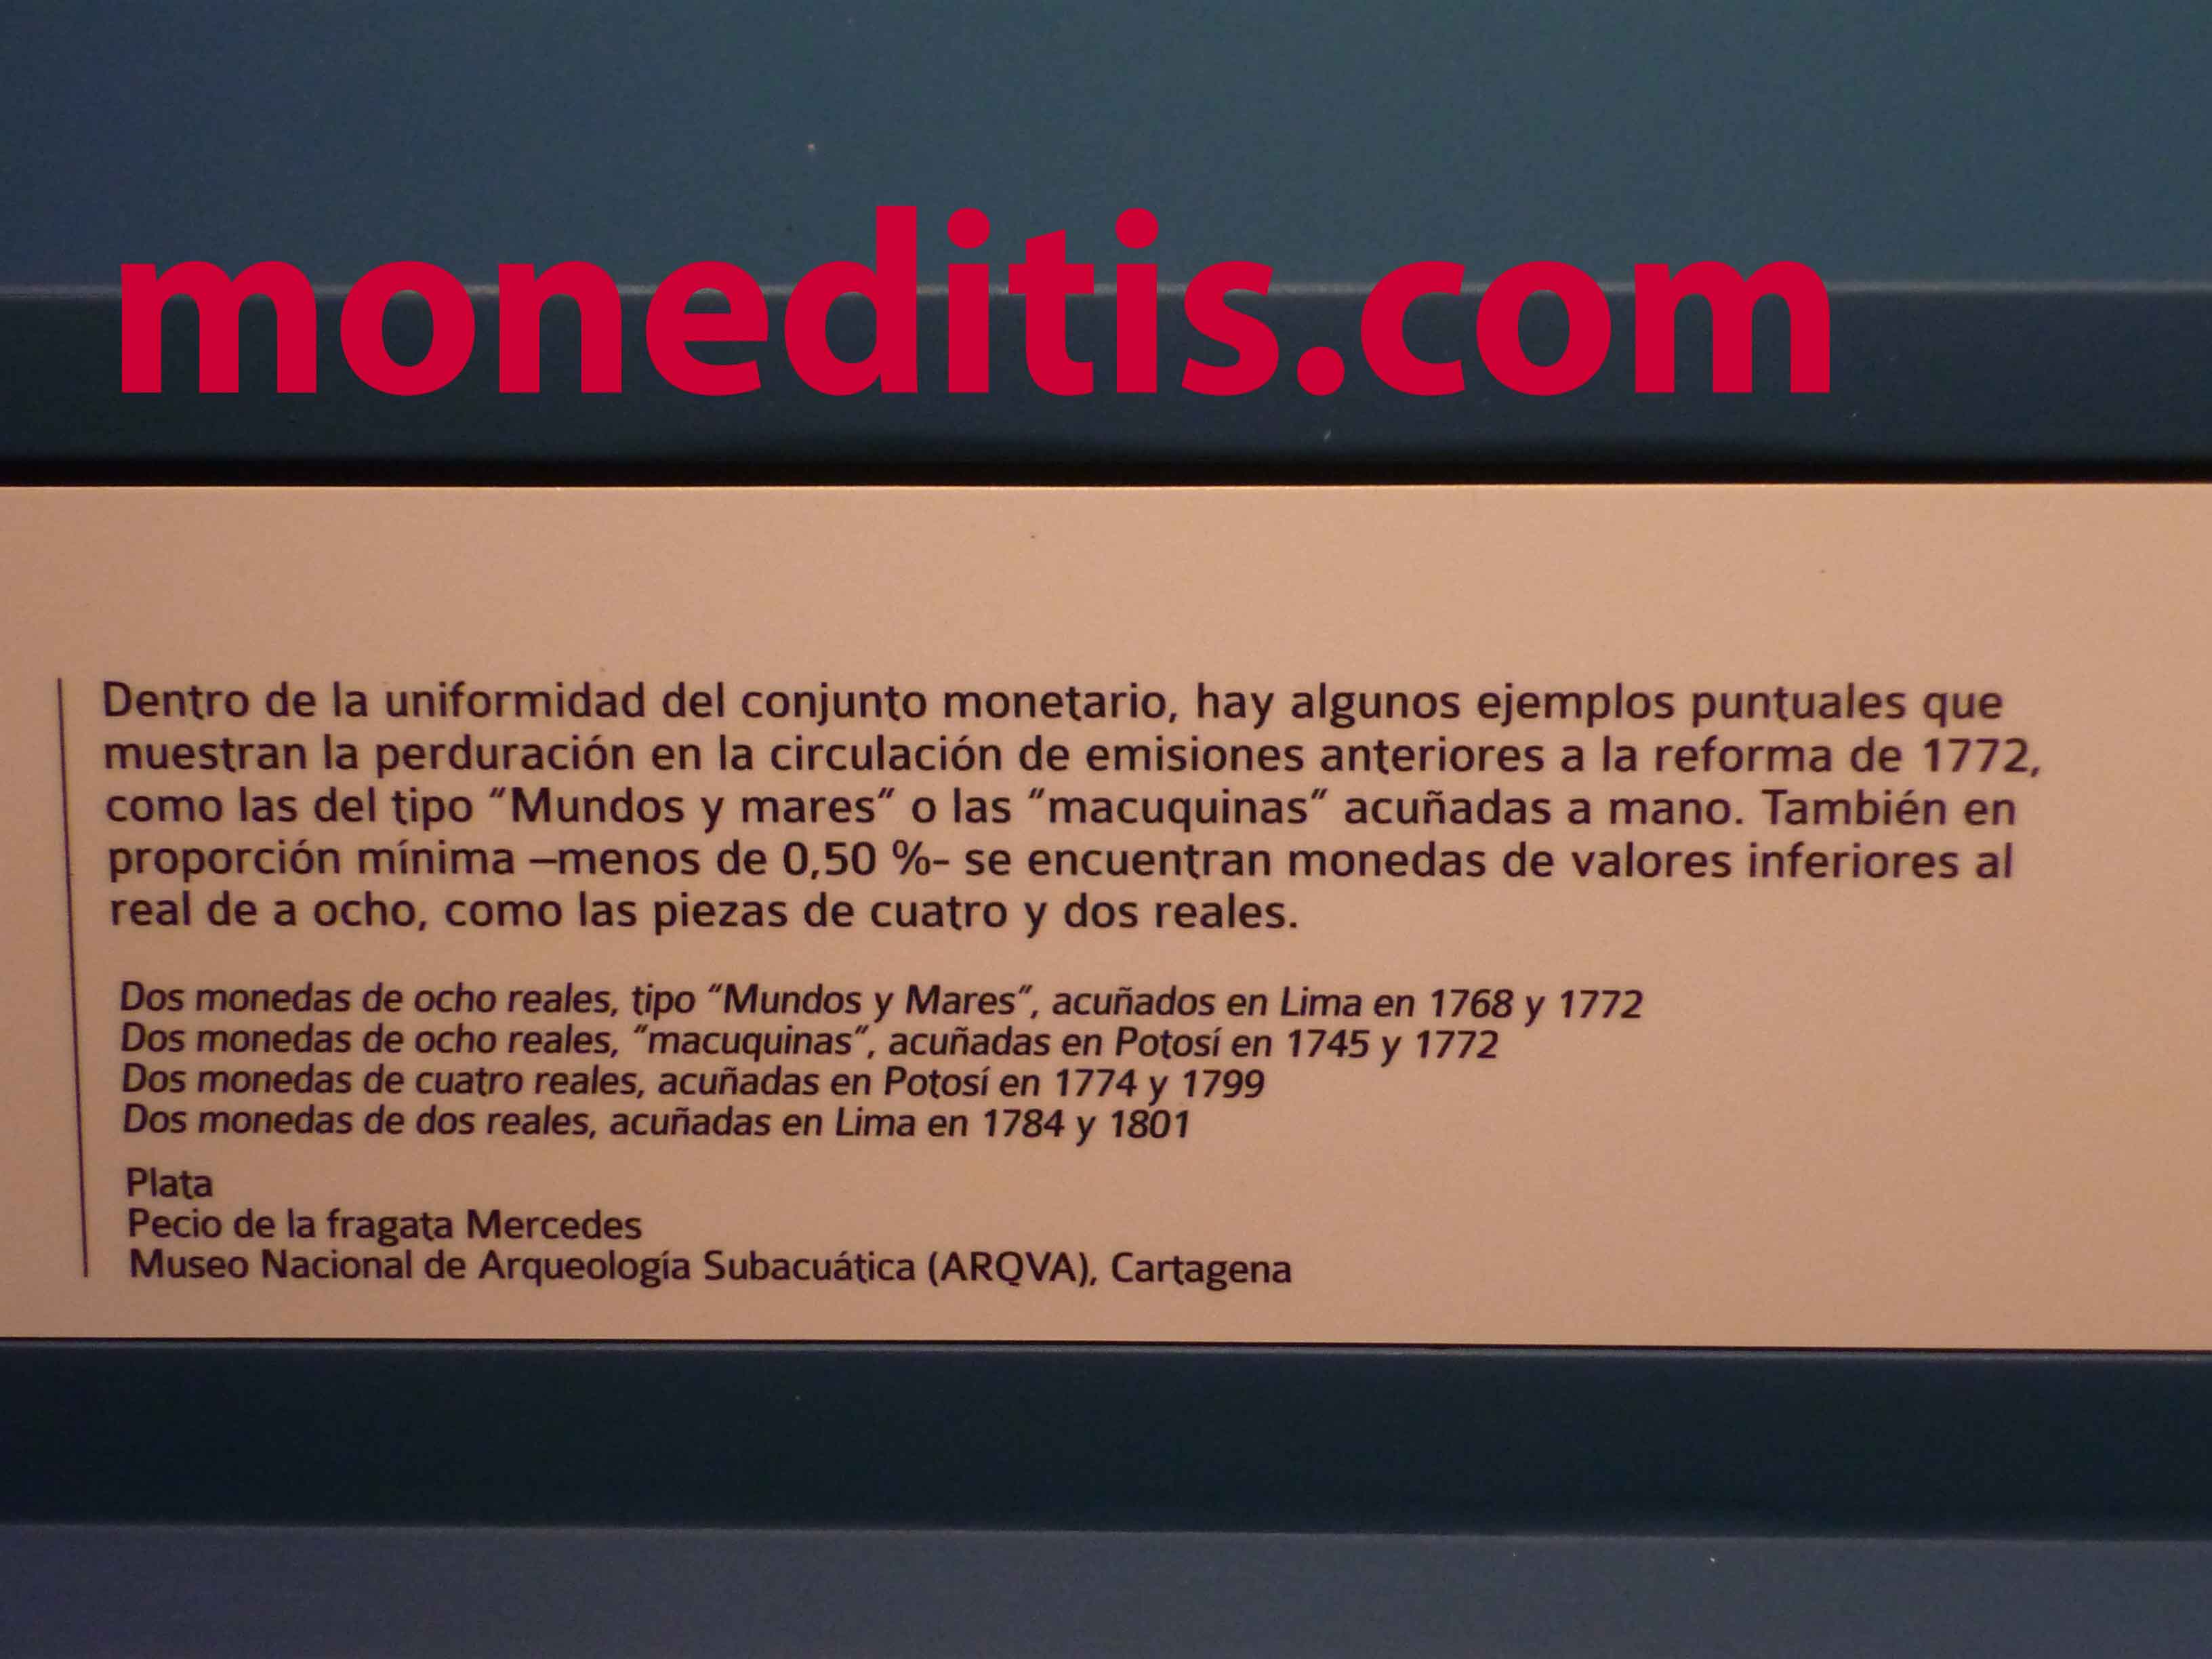 moneditis.com
Dentro de la uniformidad del conjunto monetario, hay algunos ejemplos puntuales que
muestran la perduración en la circulación de emisiones anteriores a la reforma de 1772,
como las del tipo “Mundos y mares” o las “macuquinas” acuñadas a mano. También en
proporción mínima –menos de 0,50 %- se encuentran monedas de valores inferiores al
real de a ocho, como las piezas de cuatro y dos reales.
Dos monedas de ocho reales, tipo “Mundos y Mares”, acuñados en Lima en 1768 y 1772
Dos monedas de ocho reales, “macuquinas”, acuñadas en Potosí en 1745 y 1772
Dos monedas de cuatro reales, acuñadas en Potosí en 1774 y 1799
Dos monedas de dos reales, acuñadas en Lima en 1784 y 1801
Plata
Pecio de la fragata Mercedes
Museo Nacional de Arqueología Subacuática (ARQVA), Cartagena